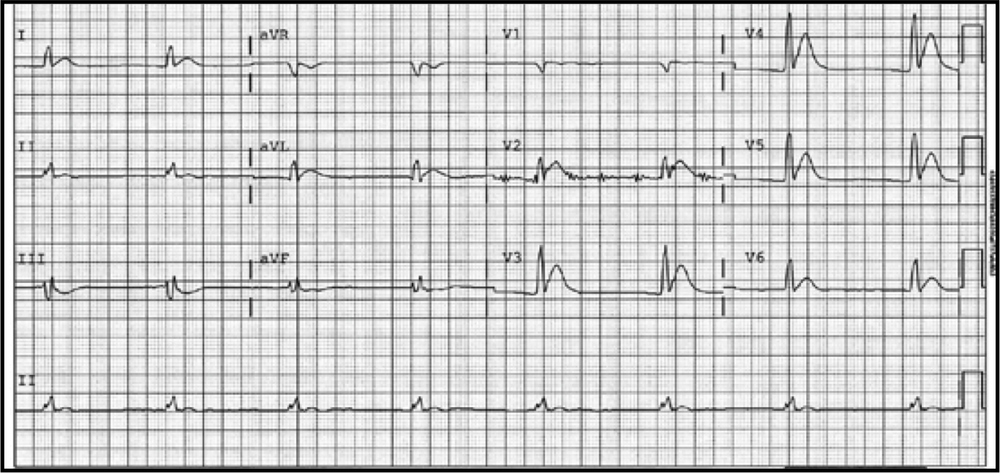 I aVR V1 V4
II aVL V2 V5
III aVF V3 V6
II